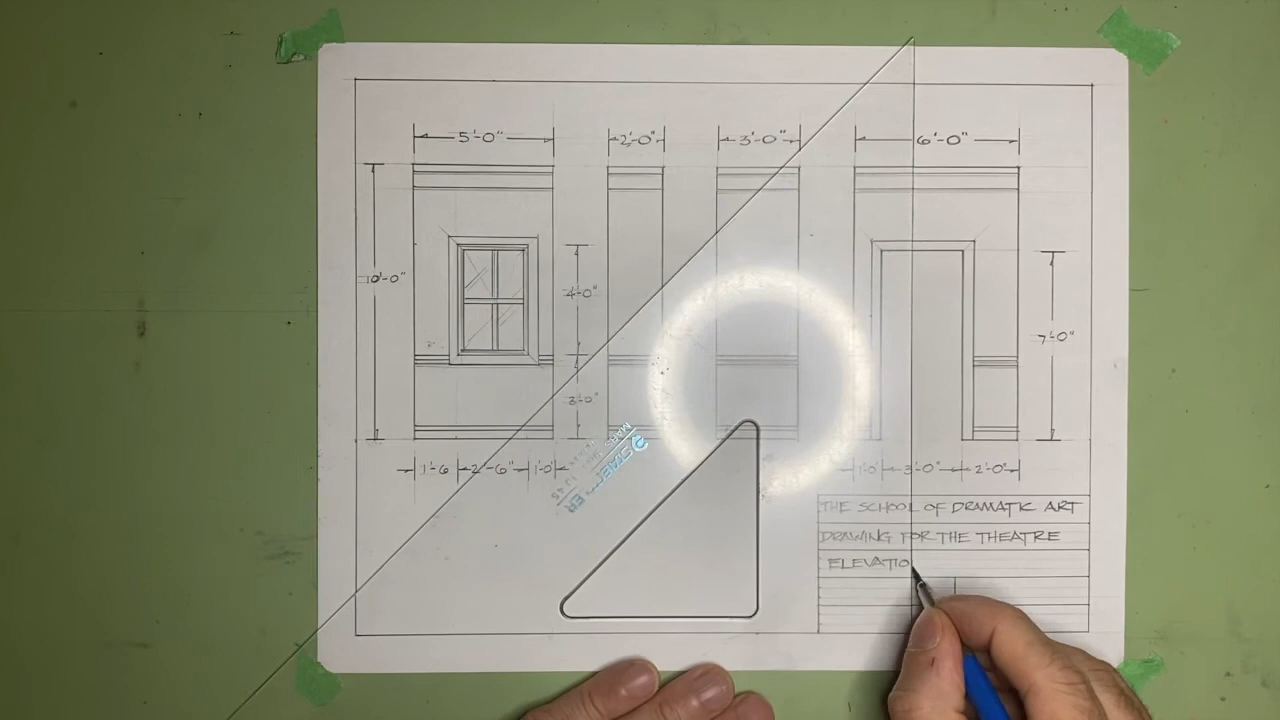 5'-0" 2'-0" 3'-0" 6'-0"
10'-0"
4'-0"
7'-0"
3'-0"
1'-6 2'-6" 1'-0" 1'-0" 3'-0" 2'-0"
THE SCHOOL OF DRAMATIC ART
DRAWING FOR THE THEATRE
ELEVATIO